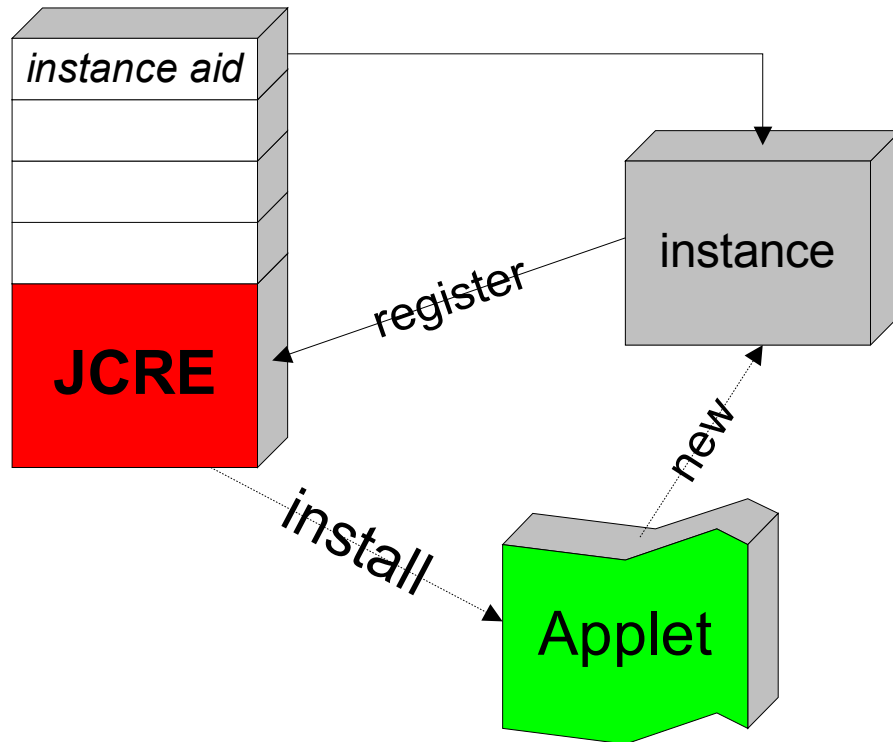 instance aid
instance
register
JCRE
new
install
Applet